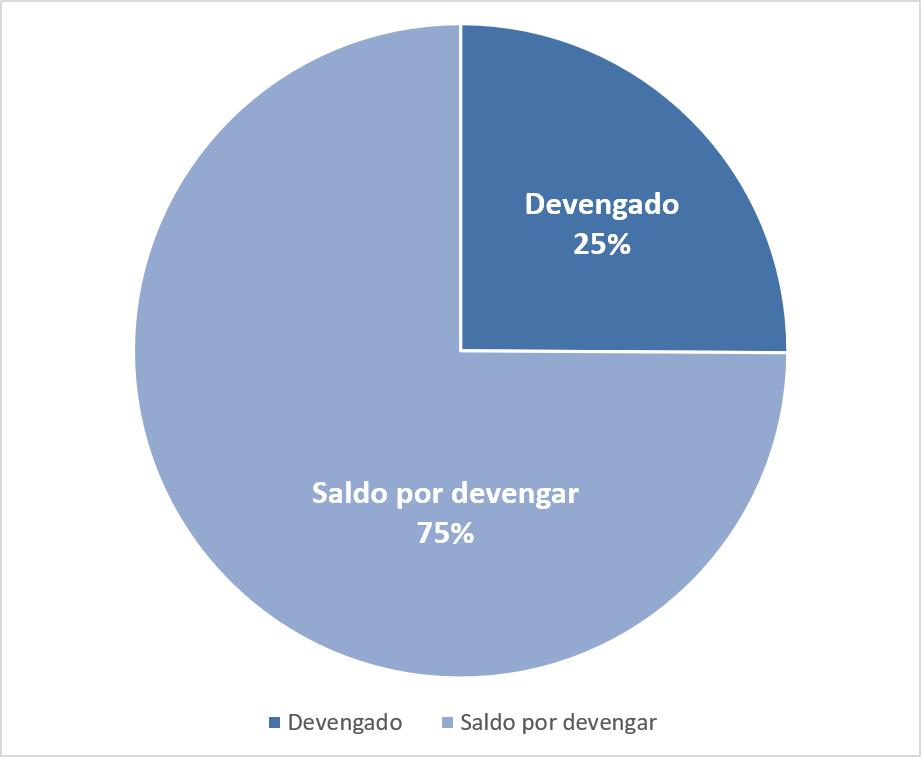 Devengado
25%
Saldo por devengar
75%
Devengado Saldo por devengar